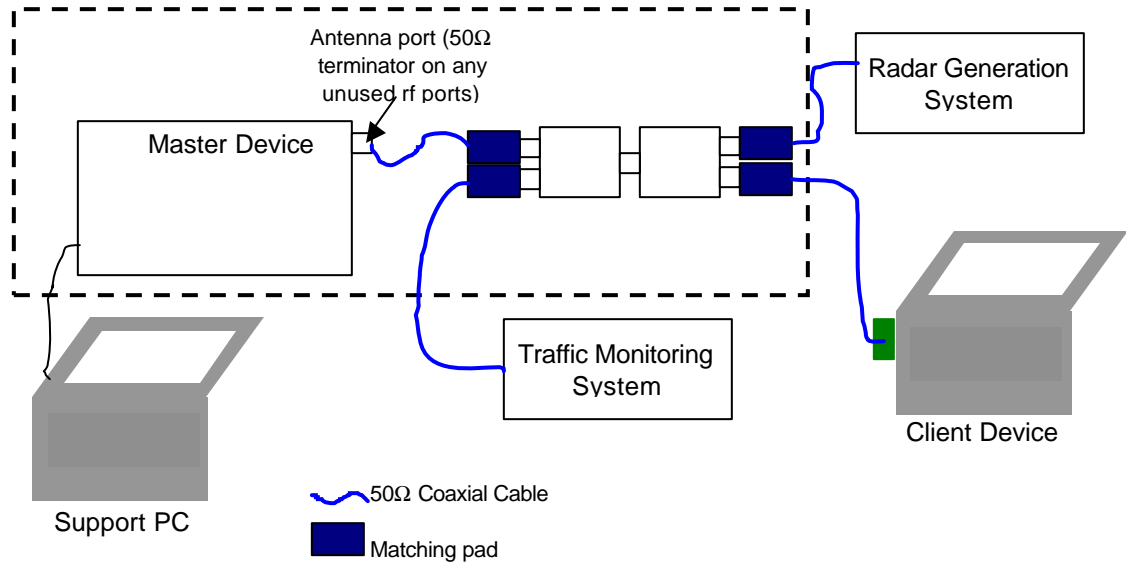 Antenna port (50Ω
terminator on any
unused rf ports)
Radar Generation
System
Master Device
Traffic Monitoring
System
Client Device
Support PC
50Ω Coaxial Cable
Matching pad